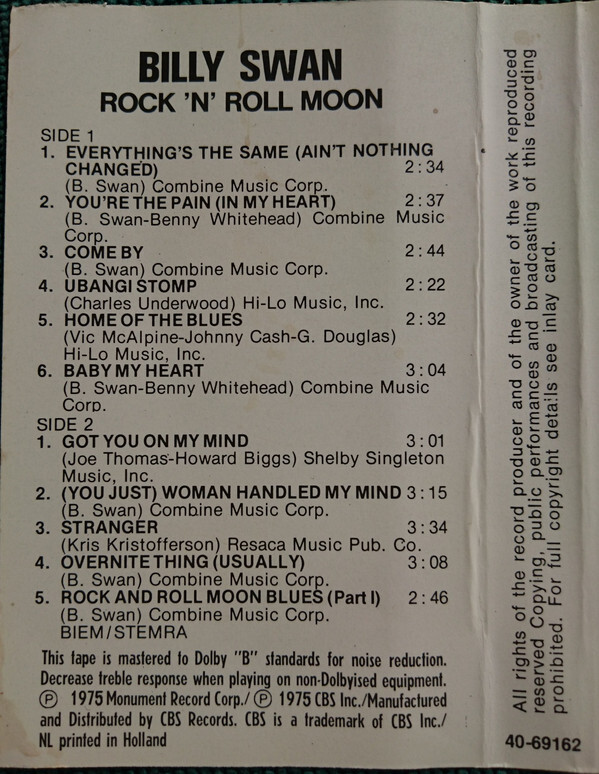 BILLY SWAN
ROCK 'N' ROLL MOON
SIDE 1
1. EVERYTHING'S THE SAME (AIN'T NOTHING
CHANGED) 2:34
(B. Swan) Combine Music Corp.
2. YOU'RE THE PAIN (IN MY HEART) 2:37
(B. Swan-Benny Whitehead) Combine Music
Corp.
3. COME BY 2:44
(B. Swan) Combine Music Corp.
4. UBANGI STOMP 2:22
(Charles Underwood) Hi-Lo Music, Inc.
5. HOME OF THE BLUES 2:32
(Vic McAlpine-Johnny Cash-G. Douglas)
Hi-Lo Music, Inc.
6. BABY MY HEART 3:04
(B. Swan-Benny Whitehead) Combine Music
Corp.
SIDE 2
1. GOT YOU ON MY MIND 3:01
(Joe Thomas-Howard Biggs) Shelby Singleton
Music, Inc.
2. (YOU JUST) WOMAN HANDLED MY MIND 3:15
(B. Swan) Combine Music Corp.
3. STRANGER 3:34
(Kris Kristofferson) Resaca Music Pub. Co.
4. OVERNITE THING (USUALLY) 3:08
(B. Swan) Combine Music Corp.
5. ROCK AND ROLL MOON BLUES (Part I) 2:46
(B. Swan) Combine Music Corp.
BIEM/STEMRA
This tape is mastered to Dolby "B" standards for noise reduction.
Decrease treble response when playing on non-Dolbyised equipment.
Ⓟ 1975 Monument Record Corp./ Ⓟ 1975 CBS Inc./Manufactured
and Distributed by CBS Records. CBS is a trademark of CBS Inc./
NL printed in Holland
All rights of the record producer and of the owner of the work reproduced
reserved Copying, public performances and broadcasting of this recording
prohibited. For full copyright details see inlay card.
40-69162